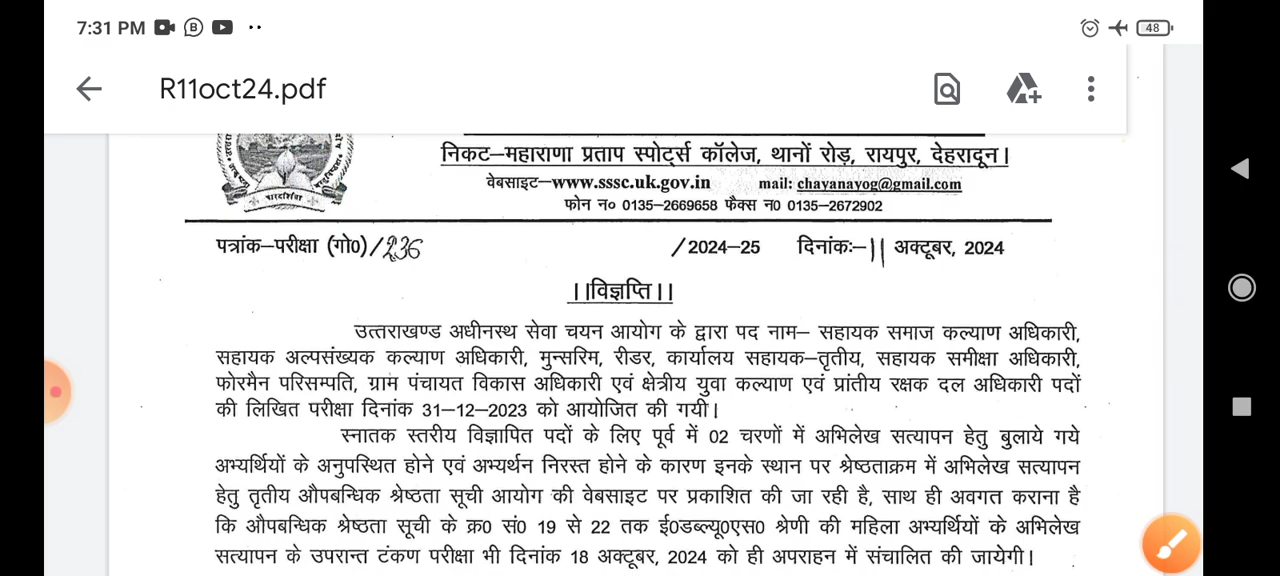 7:31 PM
48
R11oct24.pdf
निकट–महाराणा प्रताप स्पोर्ट्स कॉलेज, थानों रोड़, रायपुर, देहरादून।
वेबसाइट–www.sssc.uk.gov.in mail: chayanayog@gmail.com
फोन न० 0135–2669658 फैक्स न0 0135–2672902
पारदर्शिता
पत्रांक–परीक्षा (गो0)/236 /2024–25 दिनांकः–11 अक्टूबर, 2024
||विज्ञप्ति||
उत्तराखण्ड अधीनस्थ सेवा चयन आयोग के द्वारा पद नाम– सहायक समाज कल्याण अधिकारी,
सहायक अल्पसंख्यक कल्याण अधिकारी, मुन्सरिम, रीडर, कार्यालय सहायक–तृतीय, सहायक समीक्षा अधिकारी,
फोरमैन परिसम्पति, ग्राम पंचायत विकास अधिकारी एवं क्षेत्रीय युवा कल्याण एवं प्रांतीय रक्षक दल अधिकारी पदों
की लिखित परीक्षा दिनांक 31–12–2023 को आयोजित की गयी।
स्नातक स्तरीय विज्ञापित पदों के लिए पूर्व में 02 चरणों में अभिलेख सत्यापन हेतु बुलाये गये
अभ्यर्थियों के अनुपस्थित होने एवं अभ्यर्थन निरस्त होने के कारण इनके स्थान पर श्रेष्ठताक्रम में अभिलेख सत्यापन
हेतु तृतीय औपबन्धिक श्रेष्ठता सूची आयोग की वेबसाइट पर प्रकाशित की जा रही है, साथ ही अवगत कराना है
कि औपबन्धिक श्रेष्ठता सूची के क्र0 सं0 19 से 22 तक ई0डब्ल्यू0एस0 श्रेणी की महिला अभ्यर्थियों के अभिलेख
सत्यापन के उपरान्त टंकण परीक्षा भी दिनांक 18 अक्टूबर, 2024 को ही अपराहन में संचालित की जायेगी।